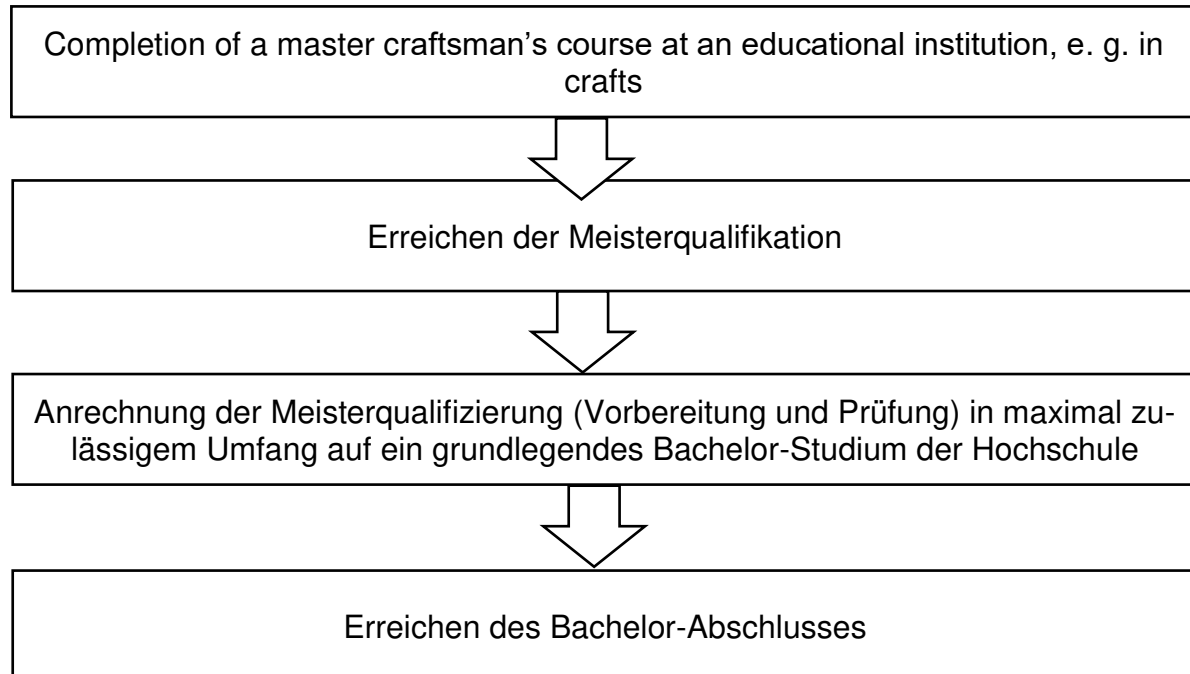 Completion of a master craftsman’s course at an educational institution, e. g. in
crafts
Erreichen der Meisterqualifikation
Anrechnung der Meisterqualifizierung (Vorbereitung und Prüfung) in maximal zu-
lässigem Umfang auf ein grundlegendes Bachelor-Studium der Hochschule
Erreichen des Bachelor-Abschlusses